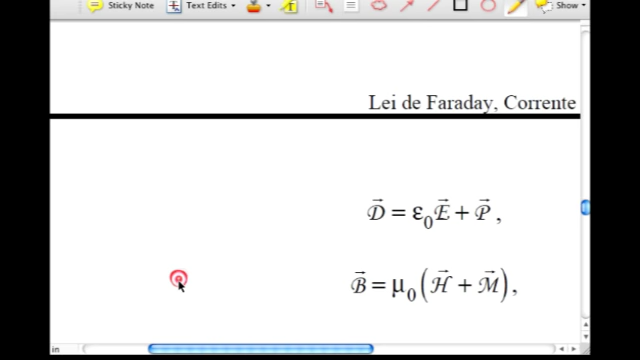 Sticky Note Text Edits Show
Lei de Faraday, Corrente
𝒟⃗ = ε₀ℰ⃗ + 𝒫⃗ ,
ℬ⃗ = μ₀(ℋ⃗ + ℳ⃗),
in